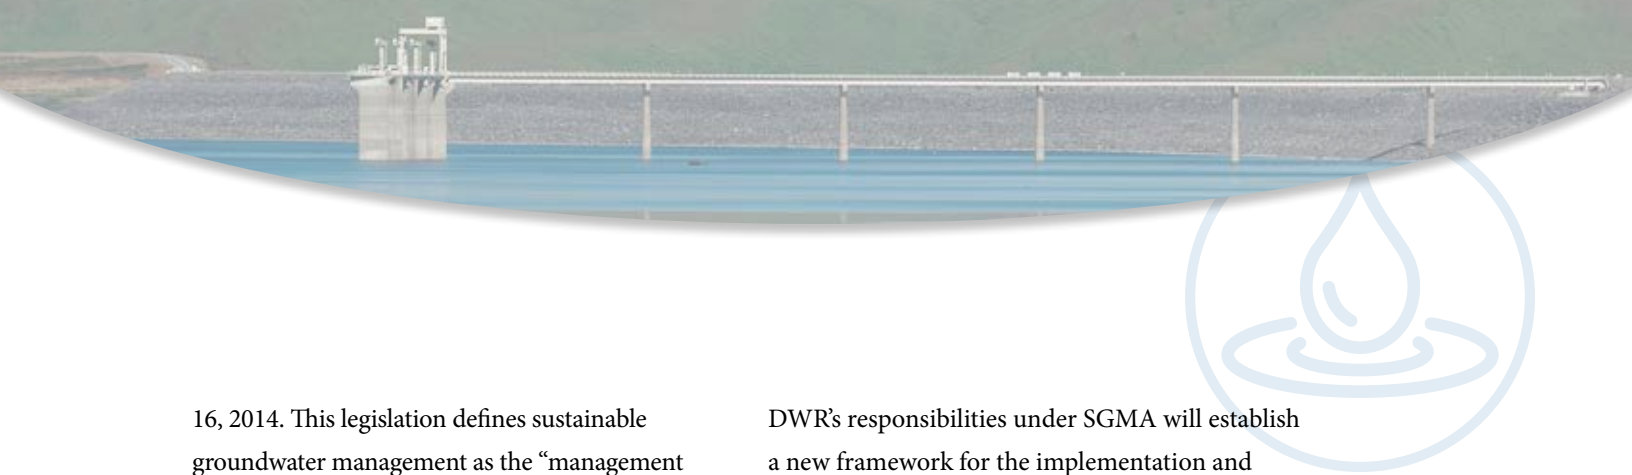 16, 2014. This legislation defines sustainable
groundwater management as the “management
DWR’s responsibilities under SGMA will establish
a new framework for the implementation and